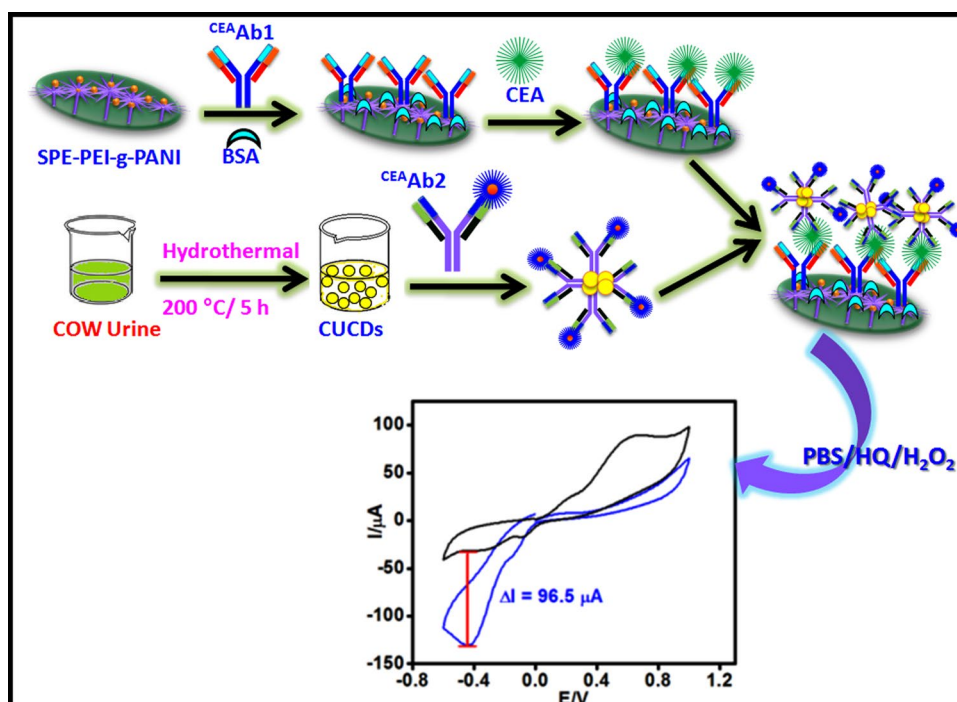 CEAAb1
CEA
SPE-PEI-g-PANI
BSA
CEAAb2
Hydrothermal
200 °C/ 5 h
COW Urine
CUCDs
PBS/HQ/H₂O₂
100
50
0
-50
-100
-150
I/µA
ΔI = 96.5 µA
-0.8
-0.4
0.0
0.4
0.8
1.2
E/V